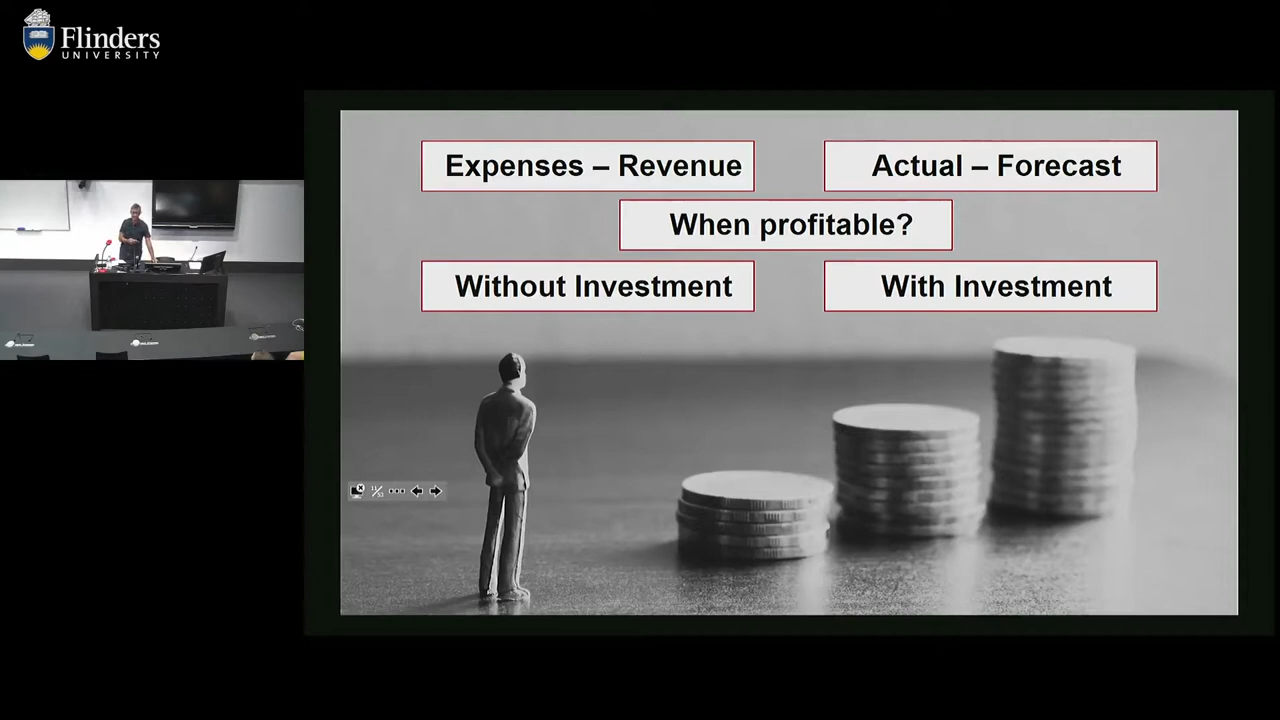 Flinders
UNIVERSITY
Expenses – Revenue
Actual – Forecast
When profitable?
Without Investment
With Investment